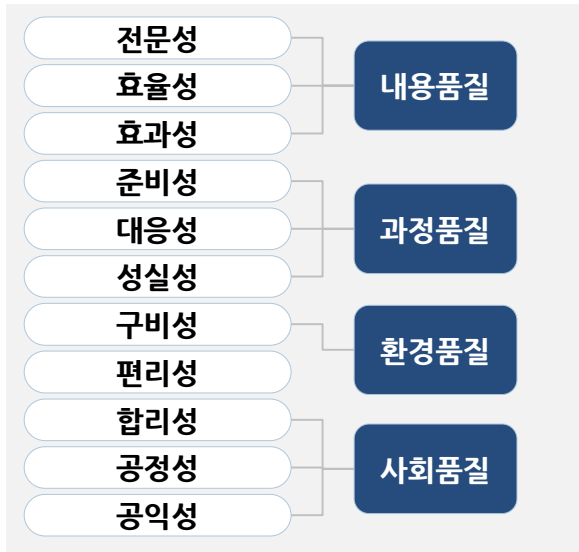 전문성
효율성
효과성
내용품질
준비성
대응성
성실성
과정품질
구비성
편리성
환경품질
합리성
공정성
공익성
사회품질